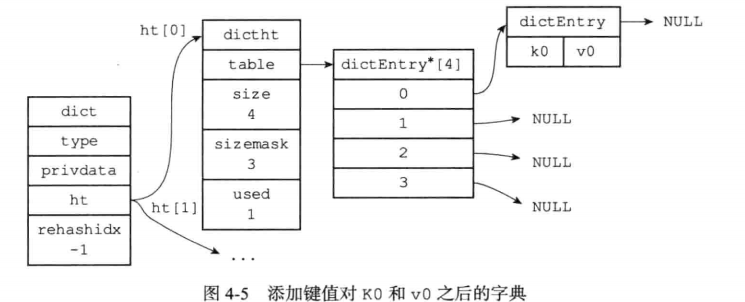 dict
type
privdata
ht
rehashidx
-1
ht[0]
ht[1]
...
dictht
table
size
4
sizemask
3
used
1
dictEntry*[4]
0
1
2
3
dictEntry
k0 v0
NULL
NULL
NULL
NULL
图 4-5 添加键值对 K0 和 v0 之后的字典